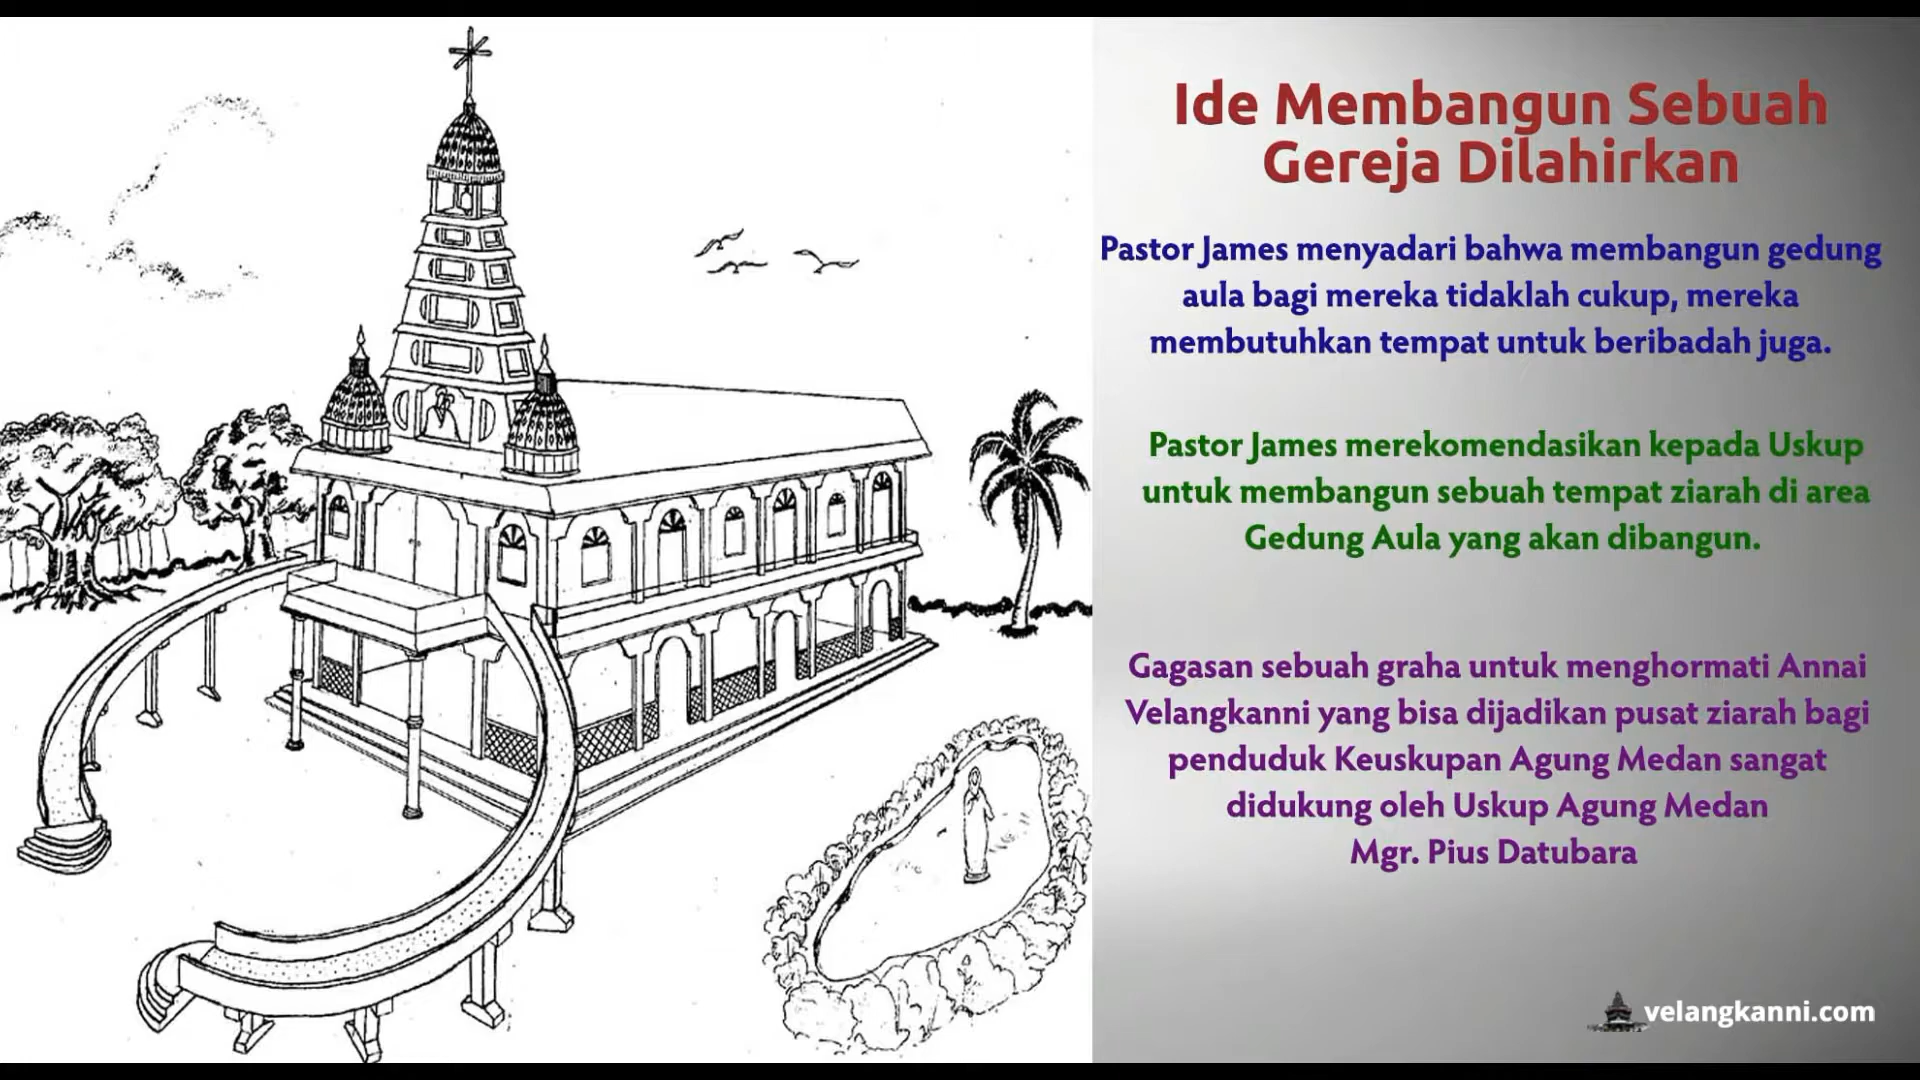 Ide Membangun Sebuah
Gereja Dilahirkan
Pastor James menyadari bahwa membangun gedung
aula bagi mereka tidaklah cukup, mereka
membutuhkan tempat untuk beribadah juga.
Pastor James merekomendasikan kepada Uskup
untuk membangun sebuah tempat ziarah di area
Gedung Aula yang akan dibangun.
Gagasan sebuah graha untuk menghormati Annai
Velangkanni yang bisa dijadikan pusat ziarah bagi
penduduk Keuskupan Agung Medan sangat
didukung oleh Uskup Agung Medan
Mgr. Pius Datubara
velangkanni.com